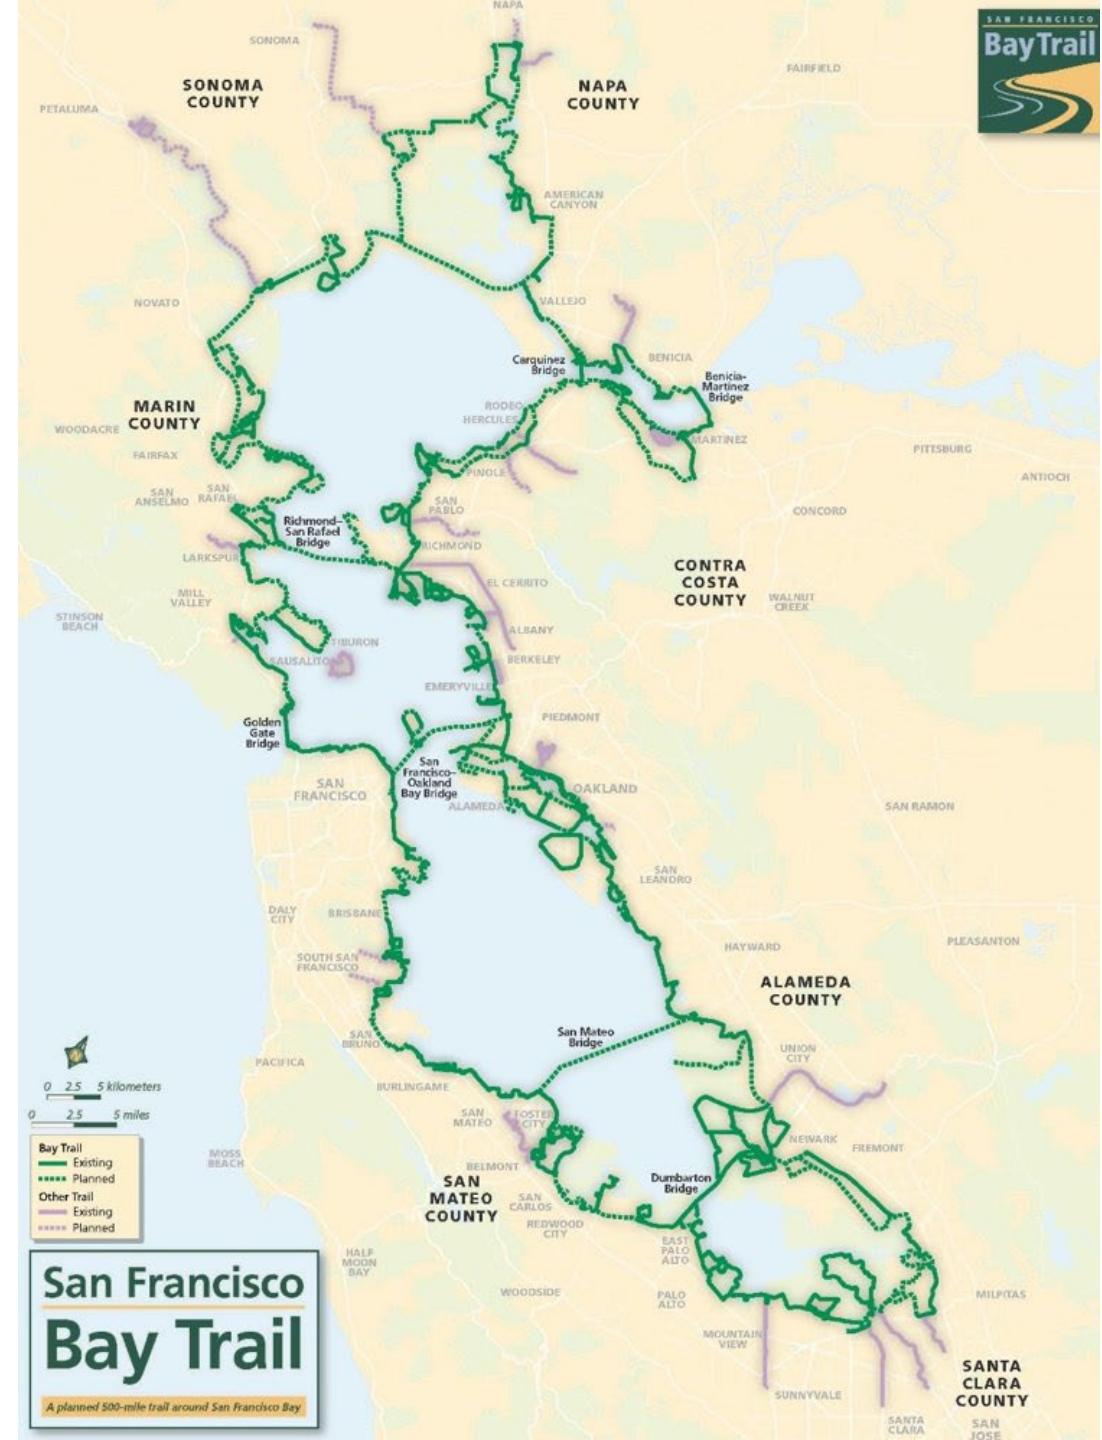 NAPA
SAN FRANCISCO
BayTrail
SONOMA
FAIRFIELD
SONOMA
COUNTY
NAPA
COUNTY
PETALUMA
AMERICAN
CANYON
NOVATO
VALLEJO
Carquinez
Bridge
BENICIA
Benicia-
Martinez
Bridge
MARIN
COUNTY
RODEO
HERCULES
WOODACRE
MARTINEZ
PITTSBURG
FAIRFAX
PINOLE
ANTIOCH
SAN
ANSELMO
SAN
RAFAEL
SAN
PABLO
CONCORD
Richmond–
San Rafael
Bridge
RICHMOND
LARKSPUR
CONTRA
COSTA
COUNTY
EL CERRITO
MILL
VALLEY
WALNUT
CREEK
STINSON
BEACH
ALBANY
TIBURON
BERKELEY
SAUSALITO
EMERYVILLE
Golden
Gate
Bridge
PIEDMONT
San
Francisco–
Oakland
Bay Bridge
SAN
FRANCISCO
OAKLAND
ALAMEDA
SAN RAMON
SAN
LEANDRO
DALY
CITY
BRISBANE
HAYWARD
PLEASANTON
SOUTH SAN
FRANCISCO
ALAMEDA
COUNTY
SAN
BRUNO
San Mateo
Bridge
UNION
CITY
PACIFICA
0 2.5 5 kilometers
0 2.5 5 miles
BURLINGAME
SAN
MATEO
FOSTER
CITY
NEWARK
FREMONT
Bay Trail
Existing
Planned
Other Trail
Existing
Planned
MOSS
BEACH
BELMONT
SAN
MATEO
COUNTY
Dumbarton
Bridge
SAN
CARLOS
REDWOOD
CITY
EAST
PALO
ALTO
HALF
MOON
BAY
WOODSIDE
PALO
ALTO
MILPITAS
San Francisco
Bay Trail
A planned 500-mile trail around San Francisco Bay
MOUNTAIN
VIEW
SUNNYVALE
SANTA
CLARA
COUNTY
SANTA
CLARA
SAN
JOSE